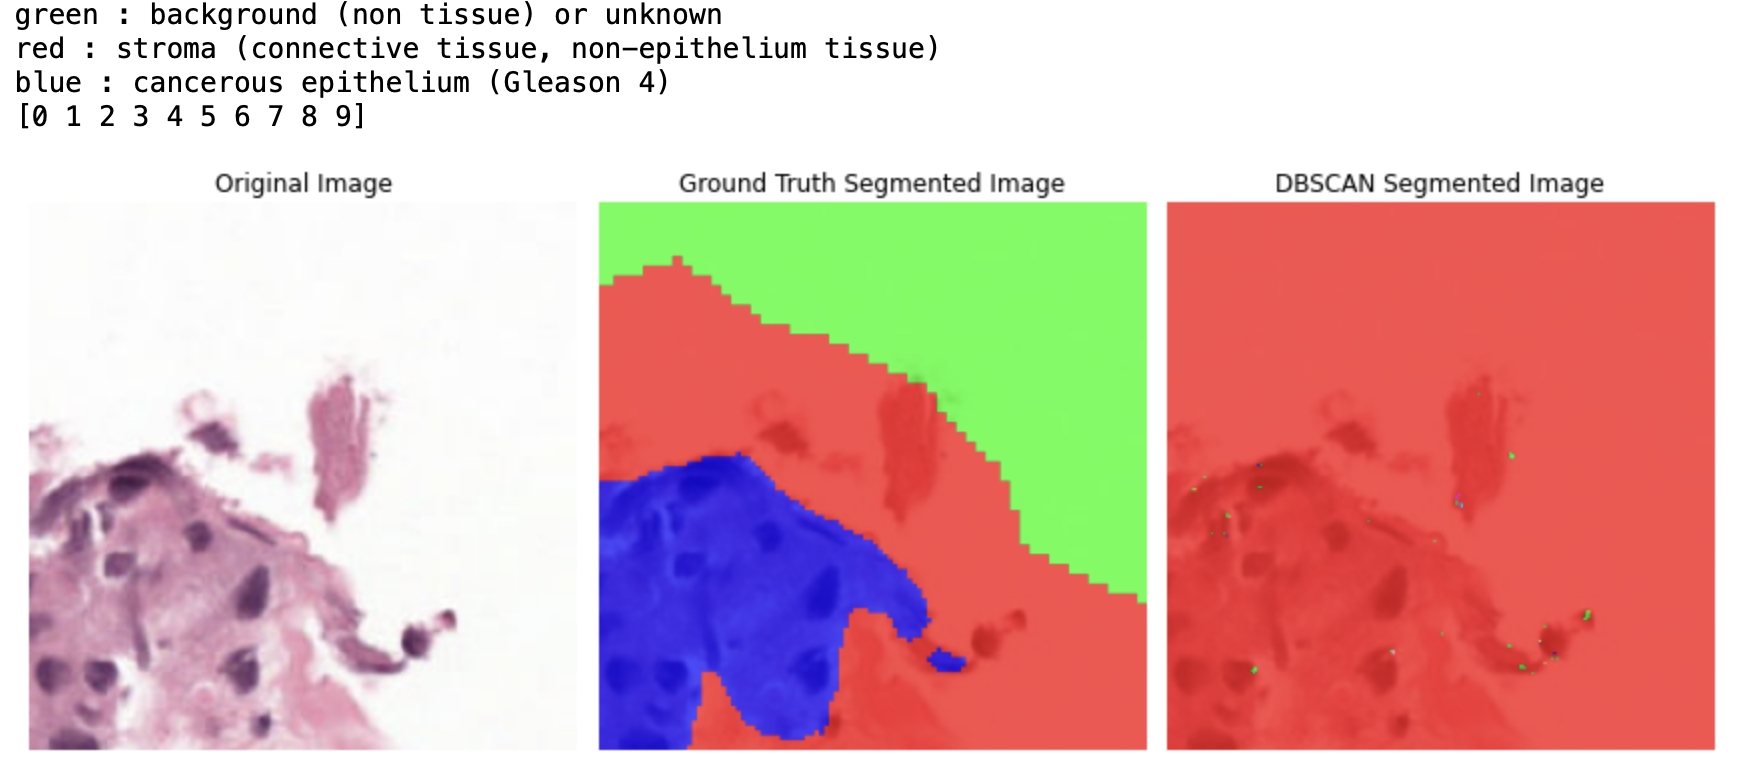 green : background (non tissue) or unknown
red : stroma (connective tissue, non-epithelium tissue)
blue : cancerous epithelium (Gleason 4)
[0 1 2 3 4 5 6 7 8 9]
Original Image
Ground Truth Segmented Image
DBSCAN Segmented Image